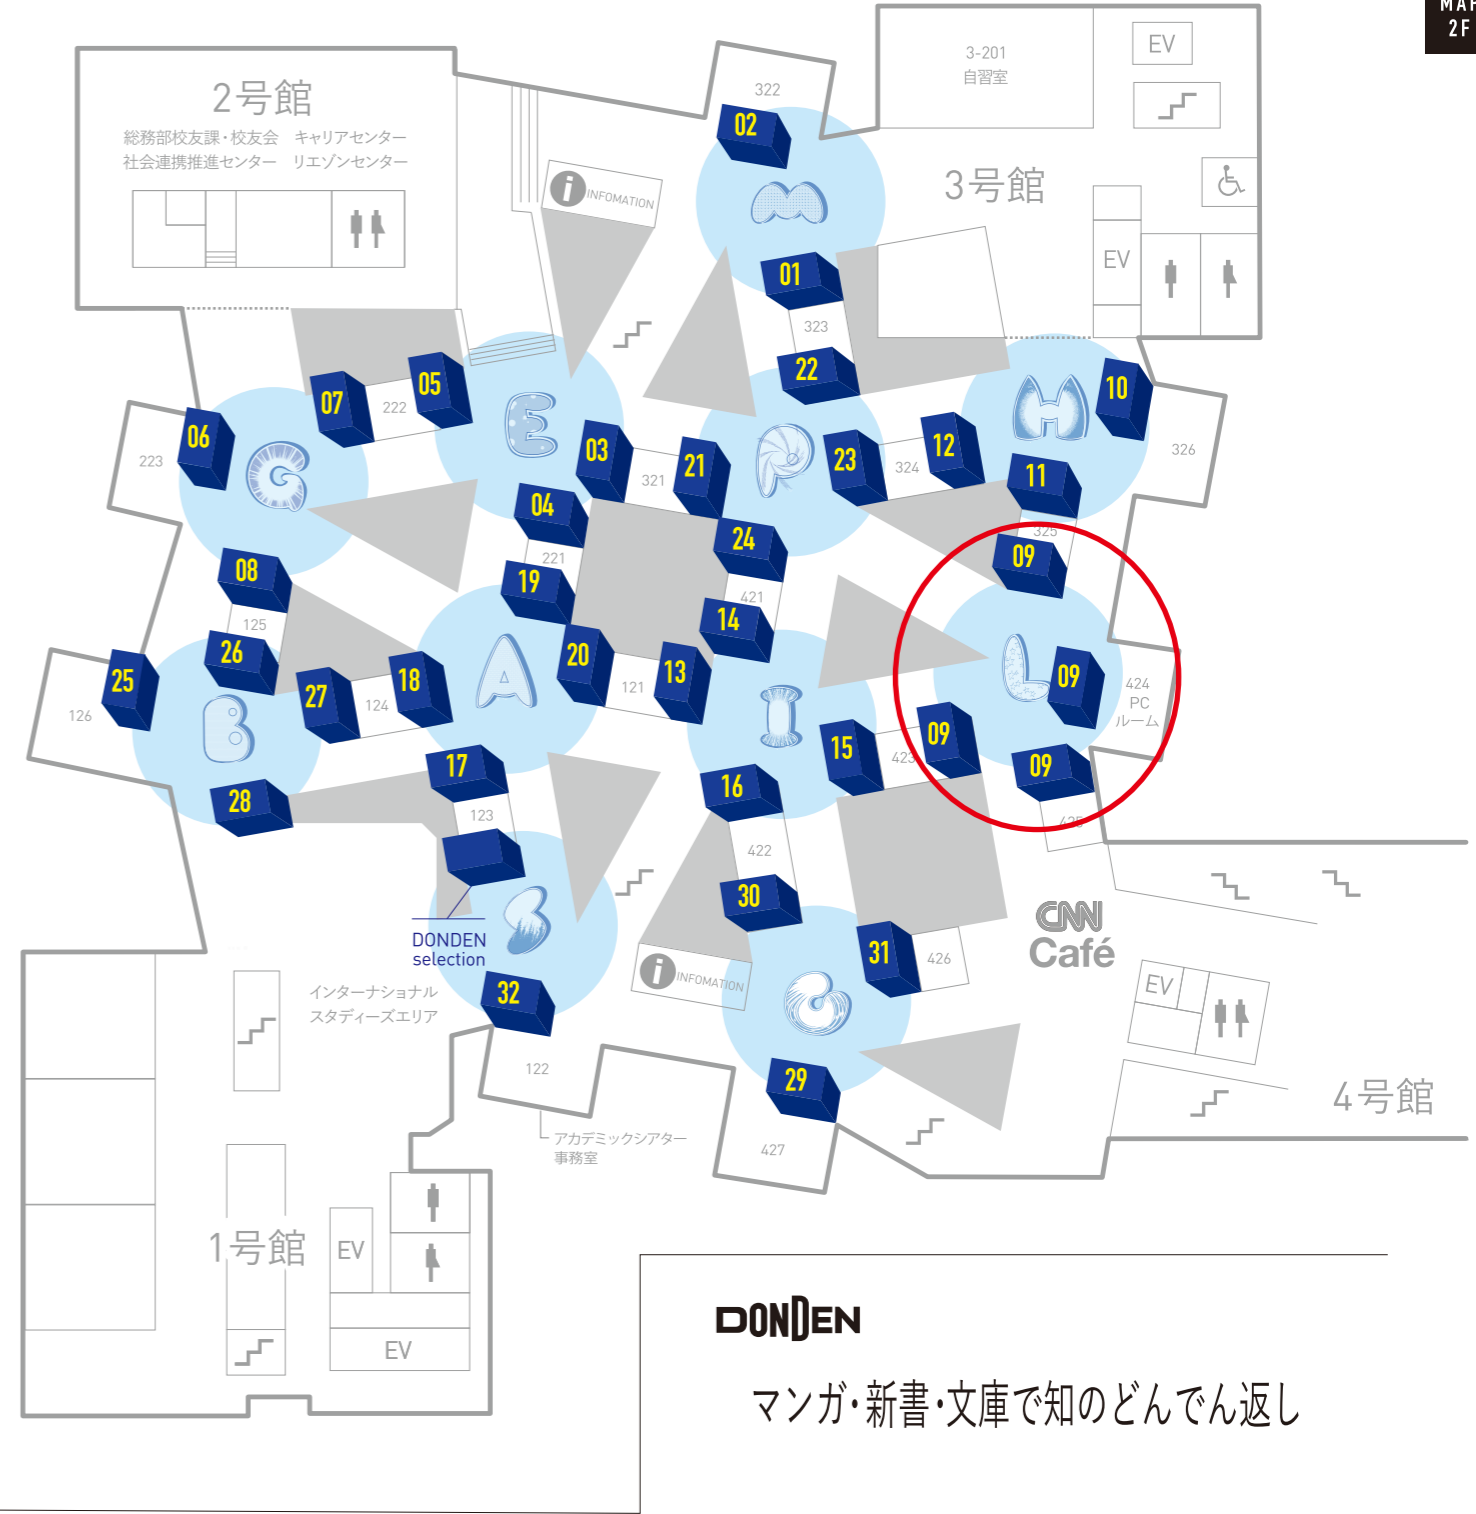 MAP
2F
2号館
総務部校友課・校友会　キャリアセンター
社会連携推進センター　リエゾンセンター
322
02
3-201
自習室
EV
3号館
i INFOMATION
M
EV
01
323
22
07
222
05
E
03
321
21
P
23
324
12
H
10
11
326
06
223
G
04
221
19
24
421
14
325
09
08
125
26
25
126
B
27
124
18
A
20
121
13
I
15
423
09
L
09
424
PC
ルーム
09
425
28
17
123
16
422
30
S
DONDEN
selection
32
122
アカデミックシアター
事務室
インターナショナル
スタディーズエリア
i INFOMATION
G
31
426
29
427
CNN
Café
EV
4号館
1号館
EV
EV
DONDEN
マンガ・新書・文庫で知のどんでん返し